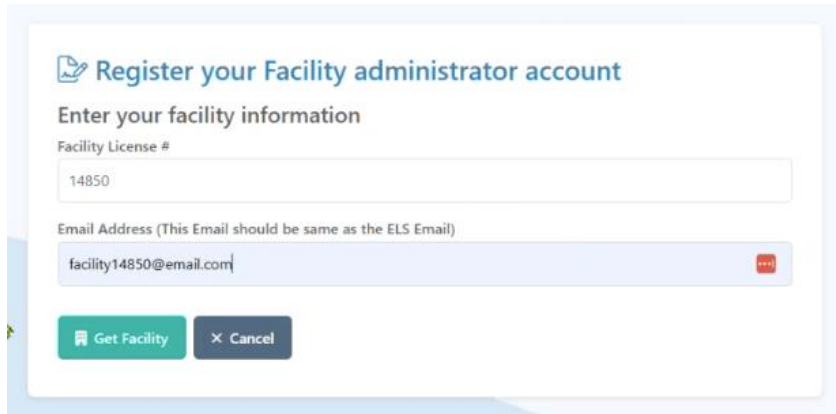 Register your Facility administrator account
Enter your facility information
Facility License #
14850
Email Address (This Email should be same as the ELS Email)
facility14850@email.com
Get Facility × Cancel